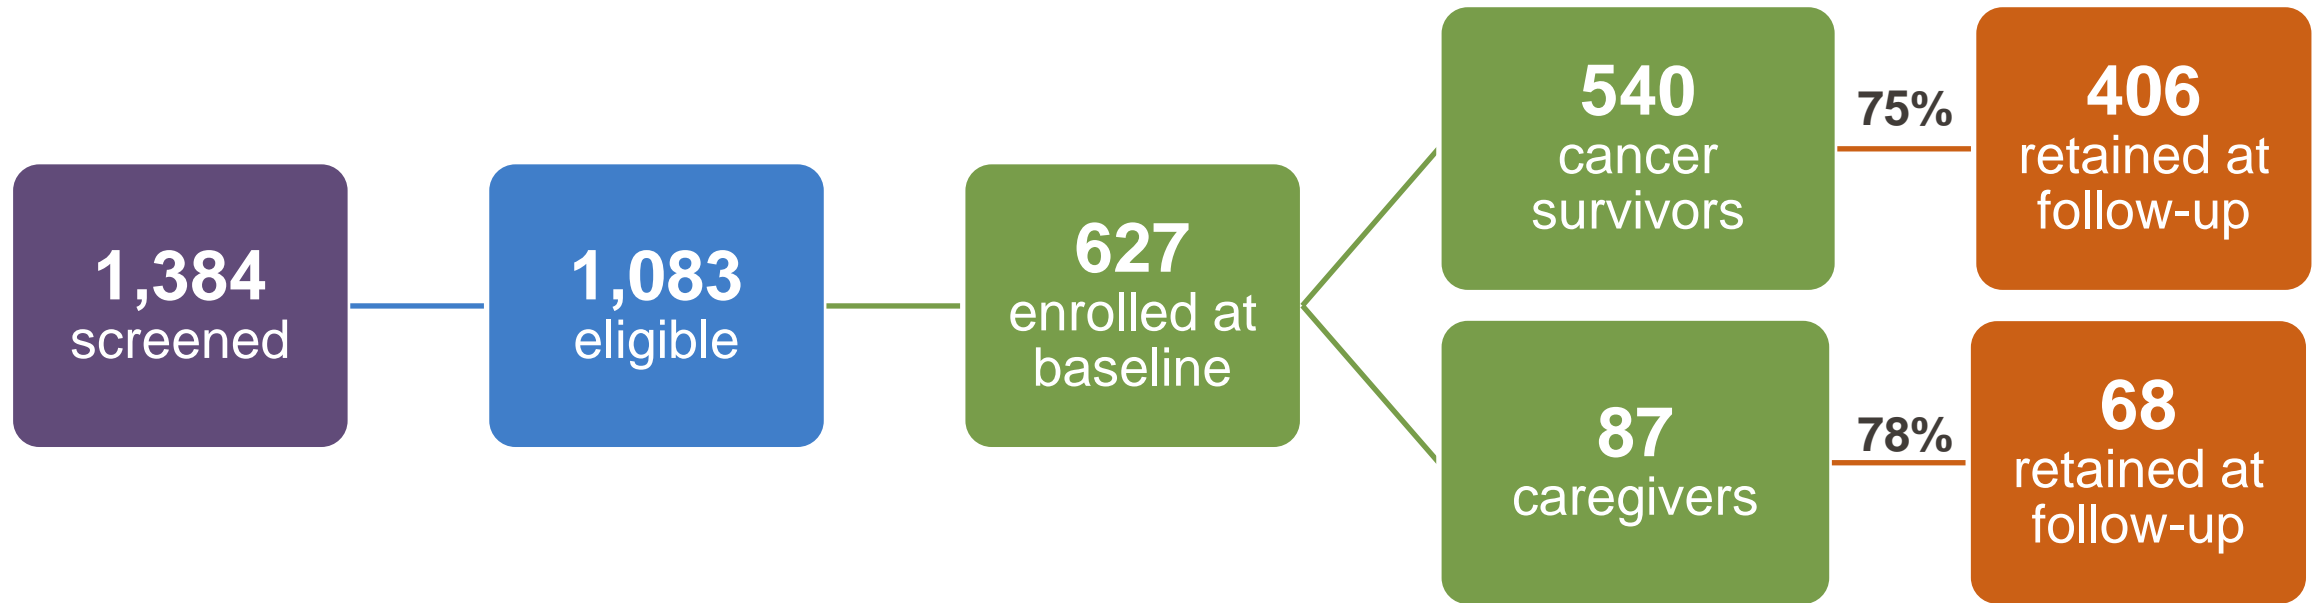 1,384
screened
1,083
eligible
627
enrolled at
baseline
540
cancer
survivors
75%
406
retained at
follow-up
87
caregivers
78%
68
retained at
follow-up